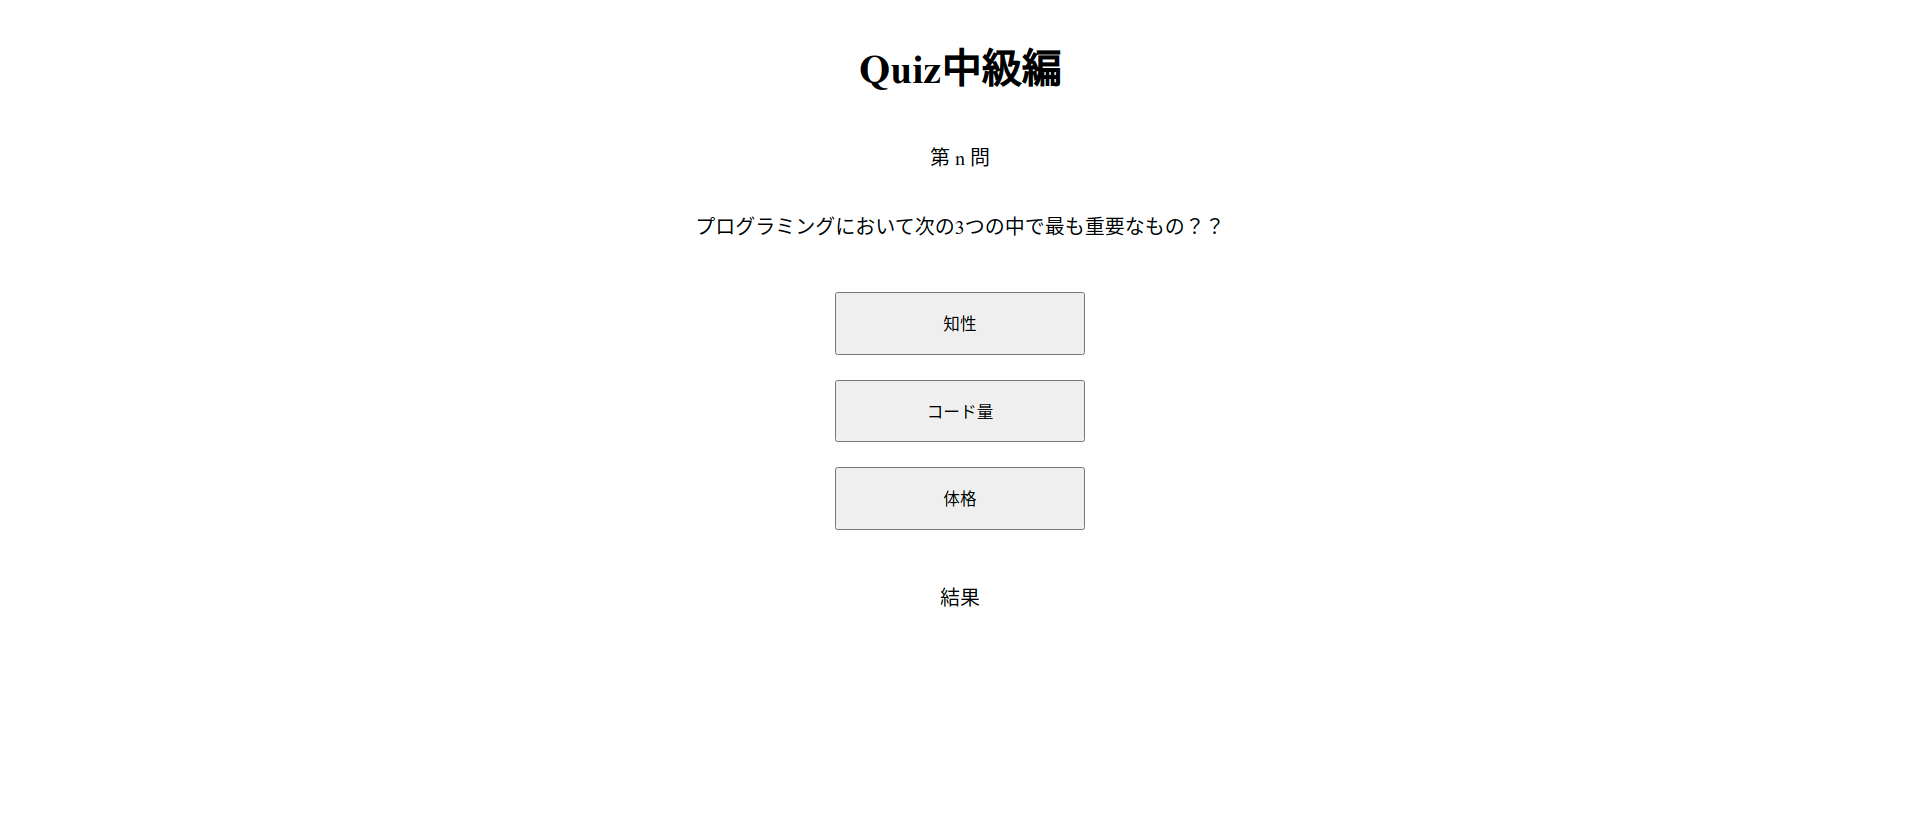 Quiz中級編
第 n 問
プログラミングにおいて次の3つの中で最も重要なもの？？
知性
コード量
体格
結果